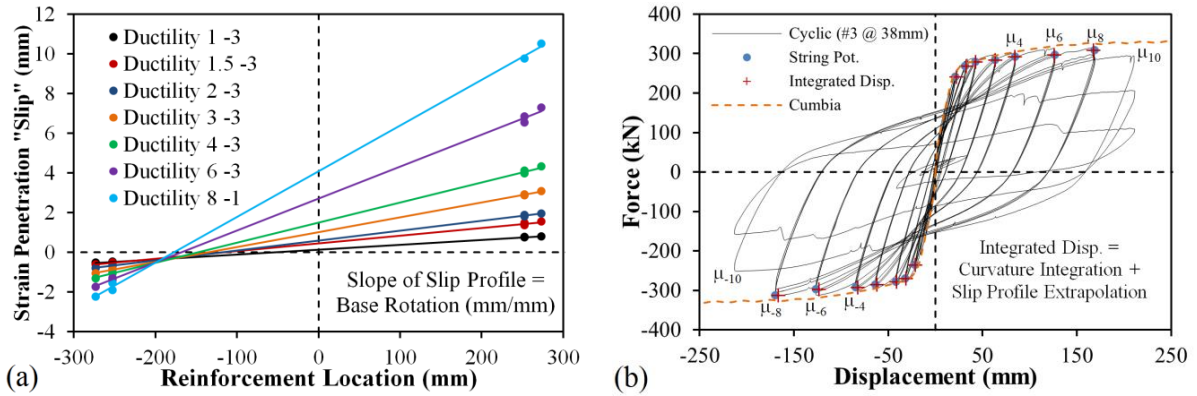 12
10
8
6
4
2
0
-2
-4
Strain Penetration "Slip" (mm)
Ductility 1 -3
Ductility 1.5 -3
Ductility 2 -3
Ductility 3 -3
Ductility 4 -3
Ductility 6 -3
Ductility 8 -1
Slope of Slip Profile =
Base Rotation (mm/mm)
-300 -200 -100 0 100 200 300
(a) Reinforcement Location (mm)
400
300
200
100
0
-100
-200
-300
-400
Force (kN)
Cyclic (#3 @ 38mm)
String Pot.
Integrated Disp.
Cumbia
μ4
μ6
μ8
μ10
μ-10
μ-8
μ-6
μ-4
Integrated Disp. =
Curvature Integration +
Slip Profile Extrapolation
-250 -150 -50 50 150 250
(b) Displacement (mm)